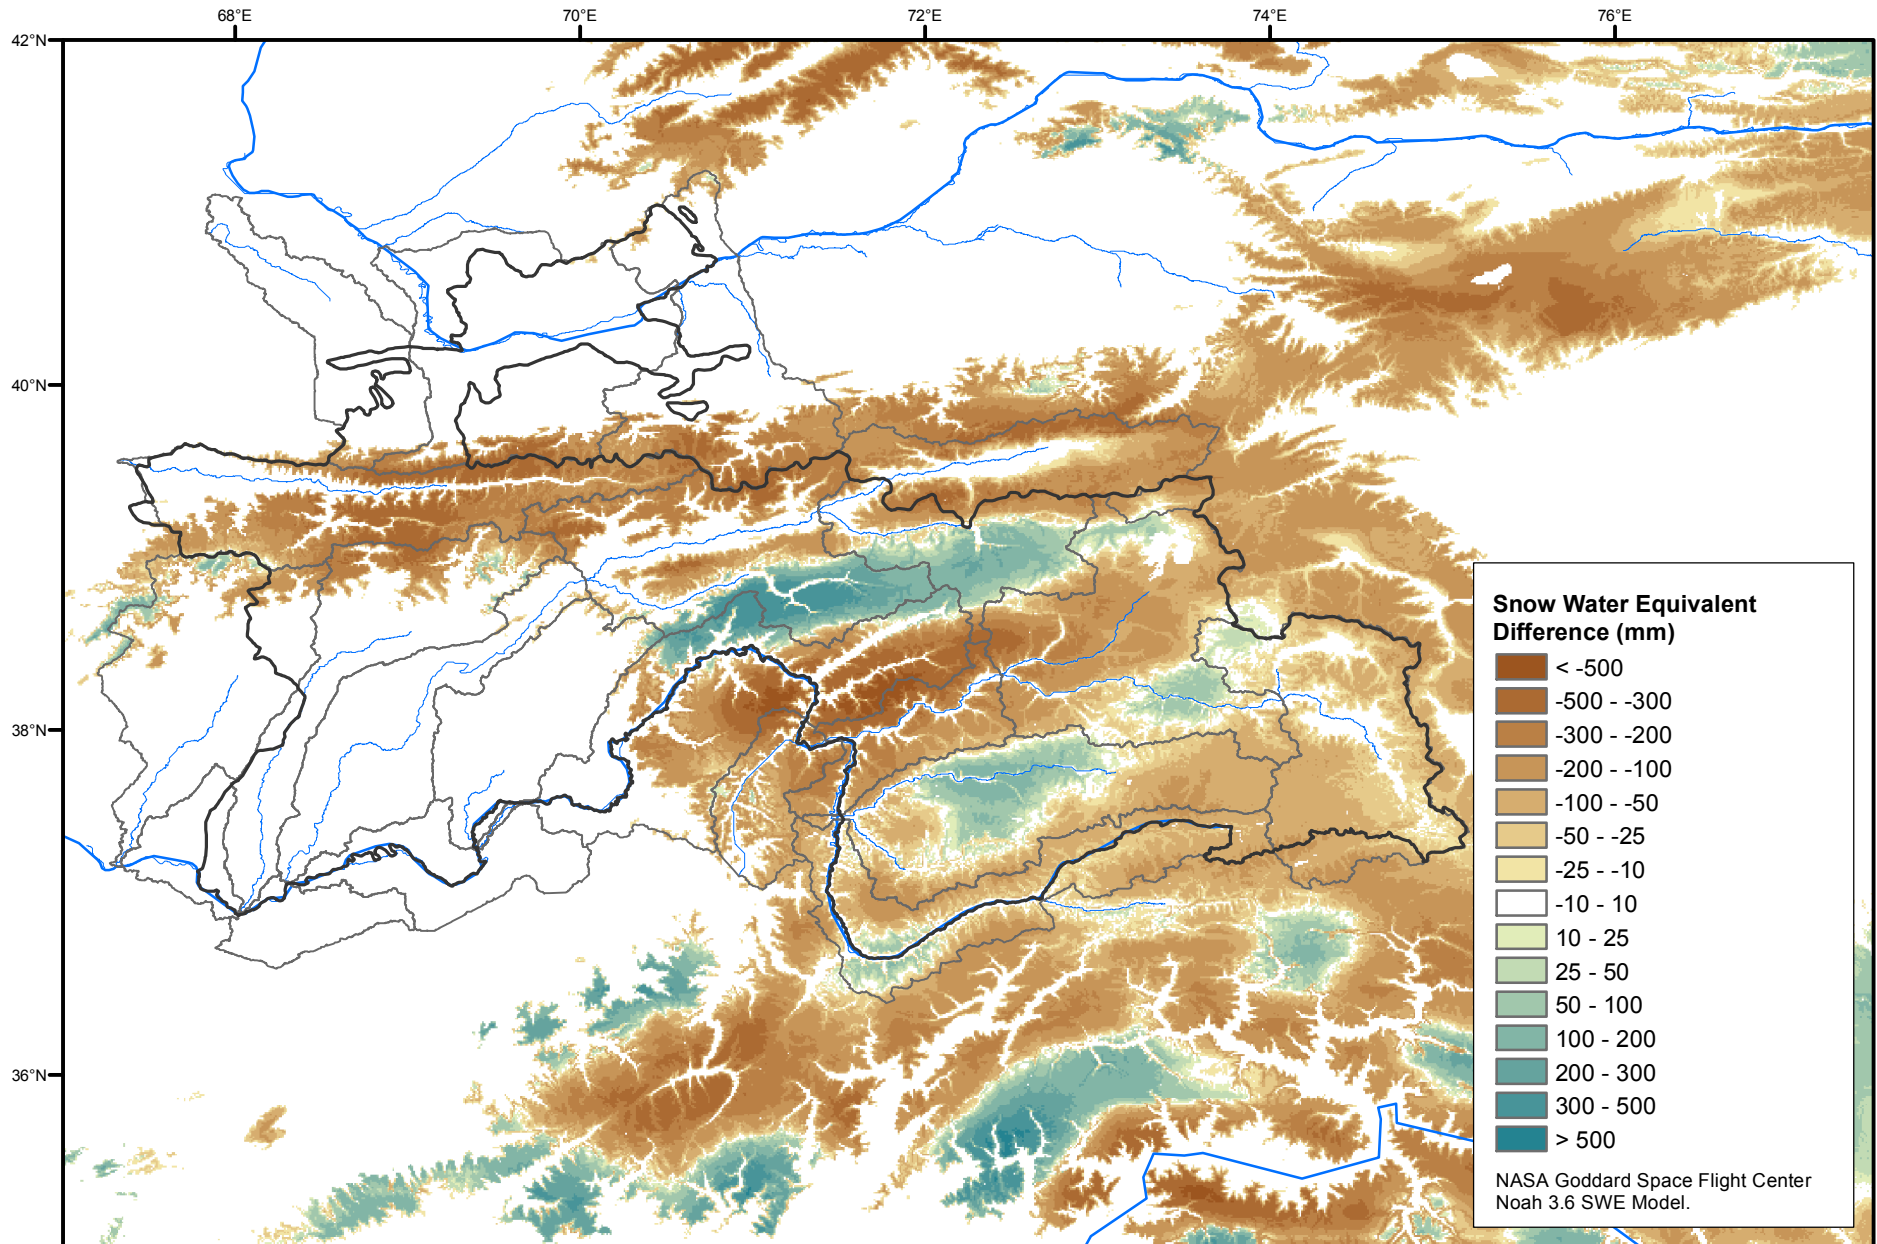 68°E
70°E
72°E
74°E
76°E
42°N
40°N
38°N
36°N
Snow Water Equivalent
Difference (mm)
< -500
-500 - -300
-300 - -200
-200 - -100
-100 - -50
-50 - -25
-25 - -10
-10 - 10
10 - 25
25 - 50
50 - 100
100 - 200
200 - 300
300 - 500
> 500
NASA Goddard Space Flight Center
Noah 3.6 SWE Model.